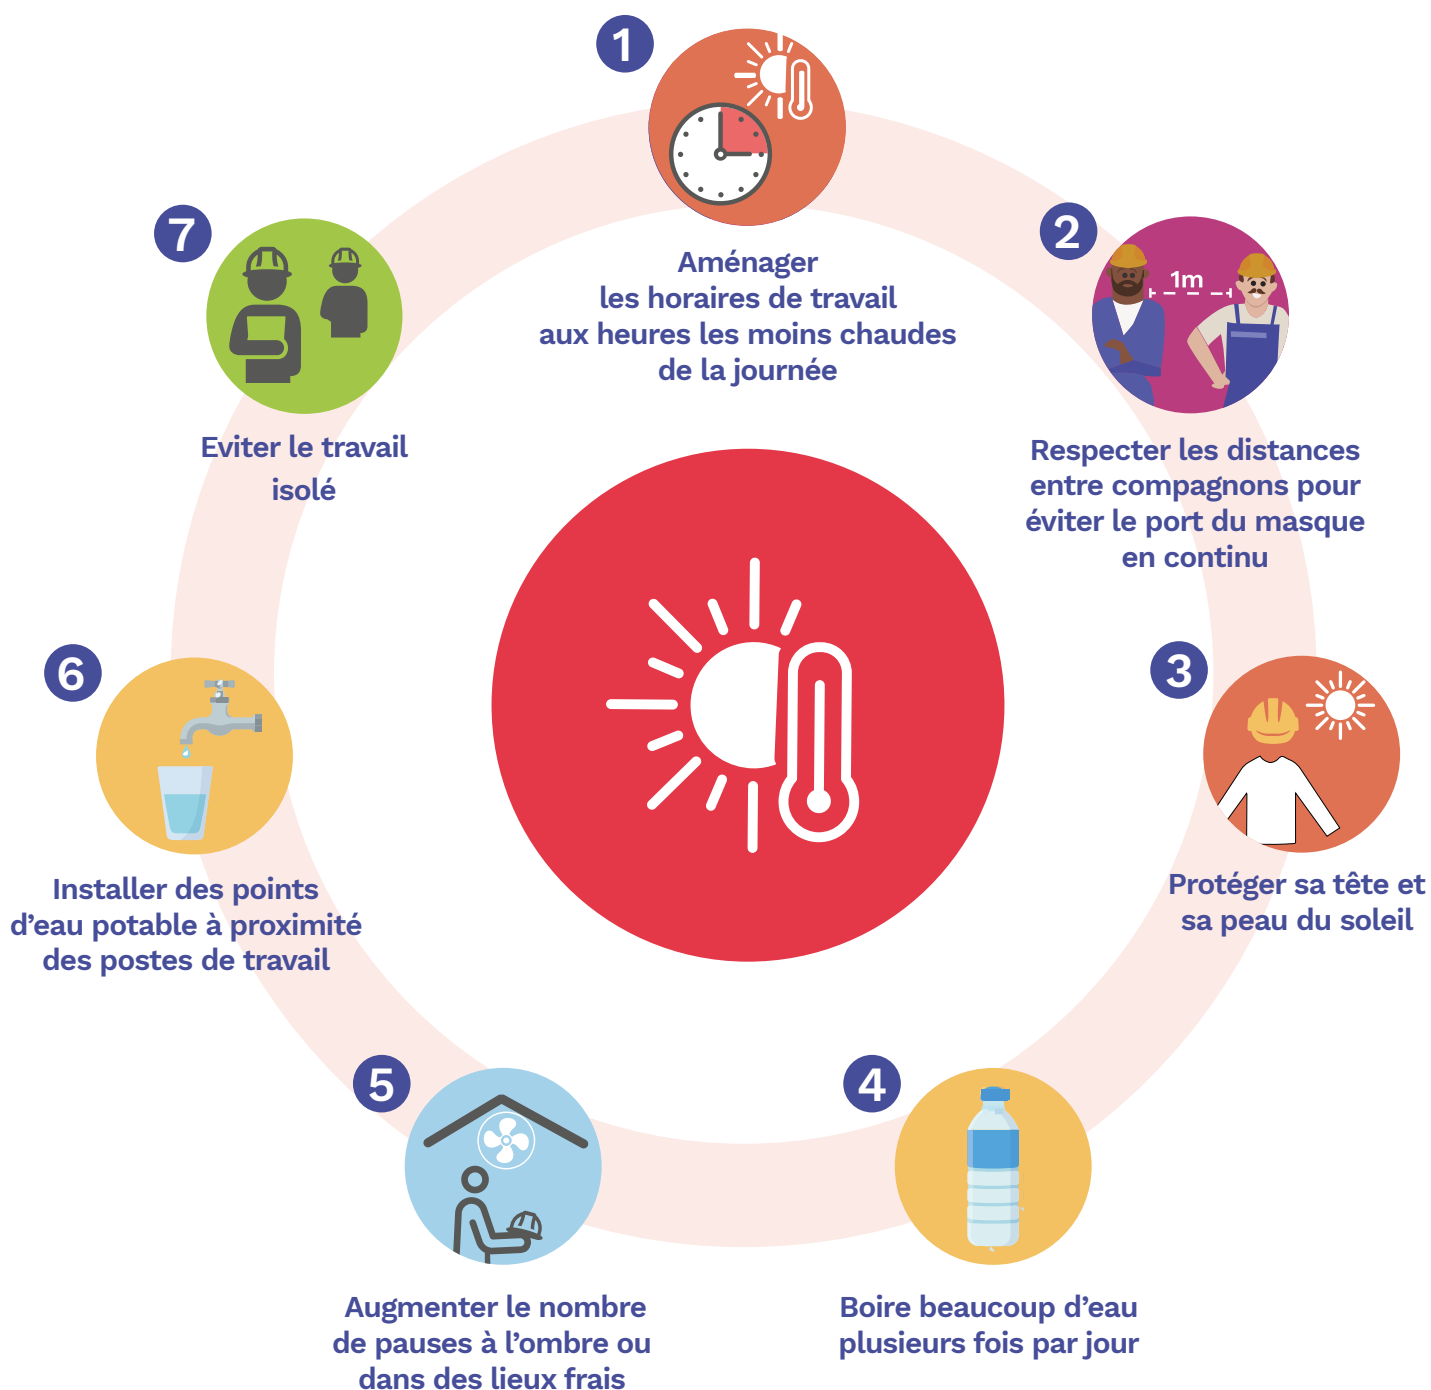 1
Aménager
les horaires de travail
aux heures les moins chaudes
de la journée
2
1m
Respecter les distances
entre compagnons pour
éviter le port du masque
en continu
3
Protéger sa tête et
sa peau du soleil
4
Boire beaucoup d’eau
plusieurs fois par jour
5
Augmenter le nombre
de pauses à l’ombre ou
dans des lieux frais
6
Installer des points
d’eau potable à proximité
des postes de travail
7
Eviter le travail
isolé